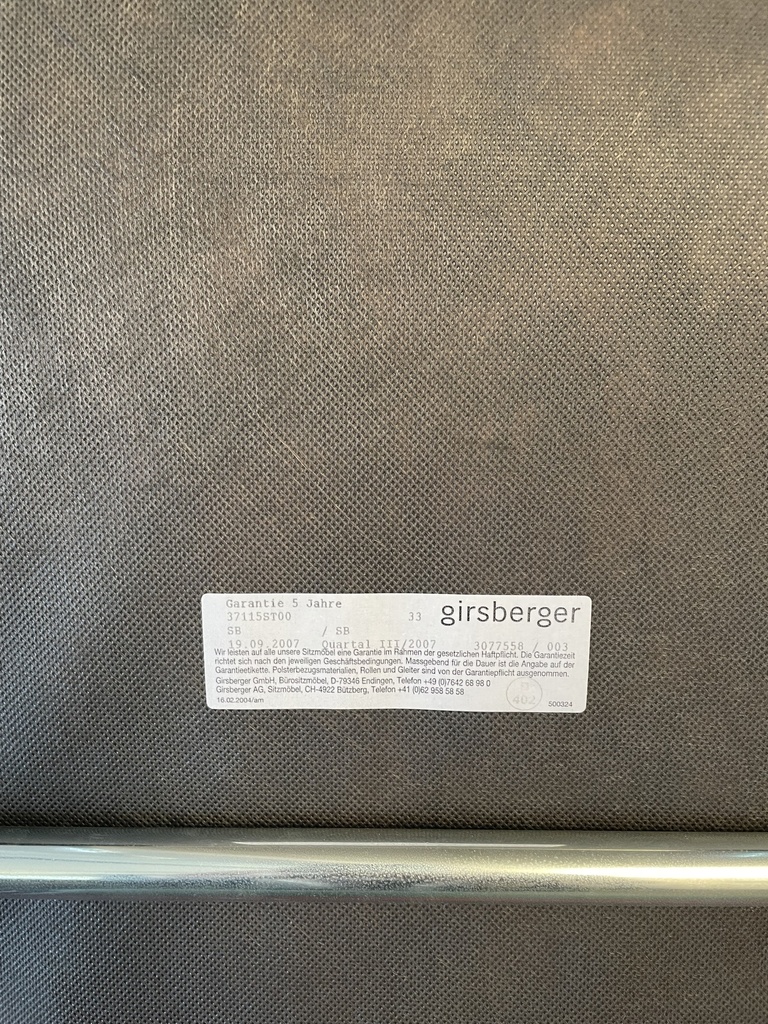 Garantie 5 Jahre
37115ST00 33 girsberger
SB / SB
19.09.2007 Quartal III/2007 3077558 / 003
Wir leisten auf alle unsere Sitzmöbel eine Garantie im Rahmen der gesetzlichen Haftpflicht. Die Garantiezeit
richtet sich nach den jeweiligen Geschäftsbedingungen. Massgebend für die Dauer ist die Angabe auf der
Garantieetikette. Polsterbezugsmaterialien, Rollen und Gleiter sind von der Garantiepflicht ausgenommen.
Girsberger GmbH, Bürositzmöbel, D-79346 Endingen, Telefon +49 (0)7642 68 98 0
Girsberger AG, Sitzmöbel, CH-4922 Bützberg, Telefon +41 (0)62 958 58 58
402
16.02.2004/am 500324